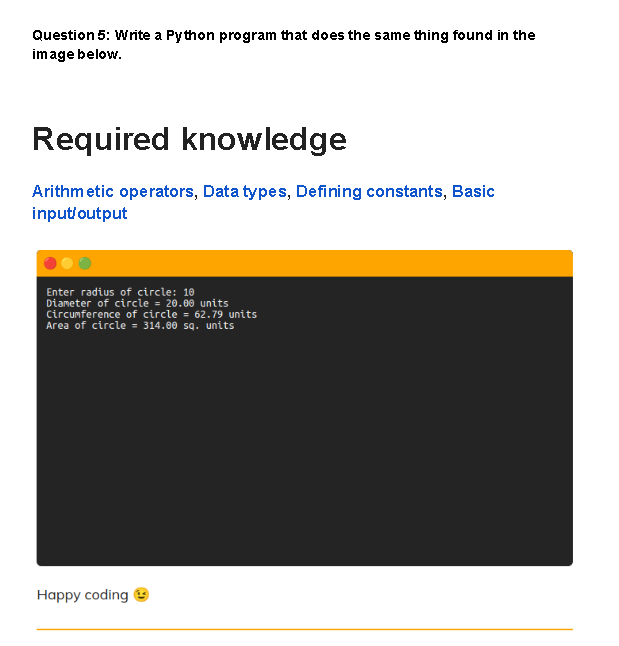 Question 5: Write a Python program that does the same thing found in the
image below.
Required knowledge
Arithmetic operators, Data types, Defining constants, Basic
input/output
Enter radius of circle: 10
Diameter of circle = 20.00 units
Circumference of circle = 62.79 units
Area of circle = 314.00 sq. units
Happy coding 😉